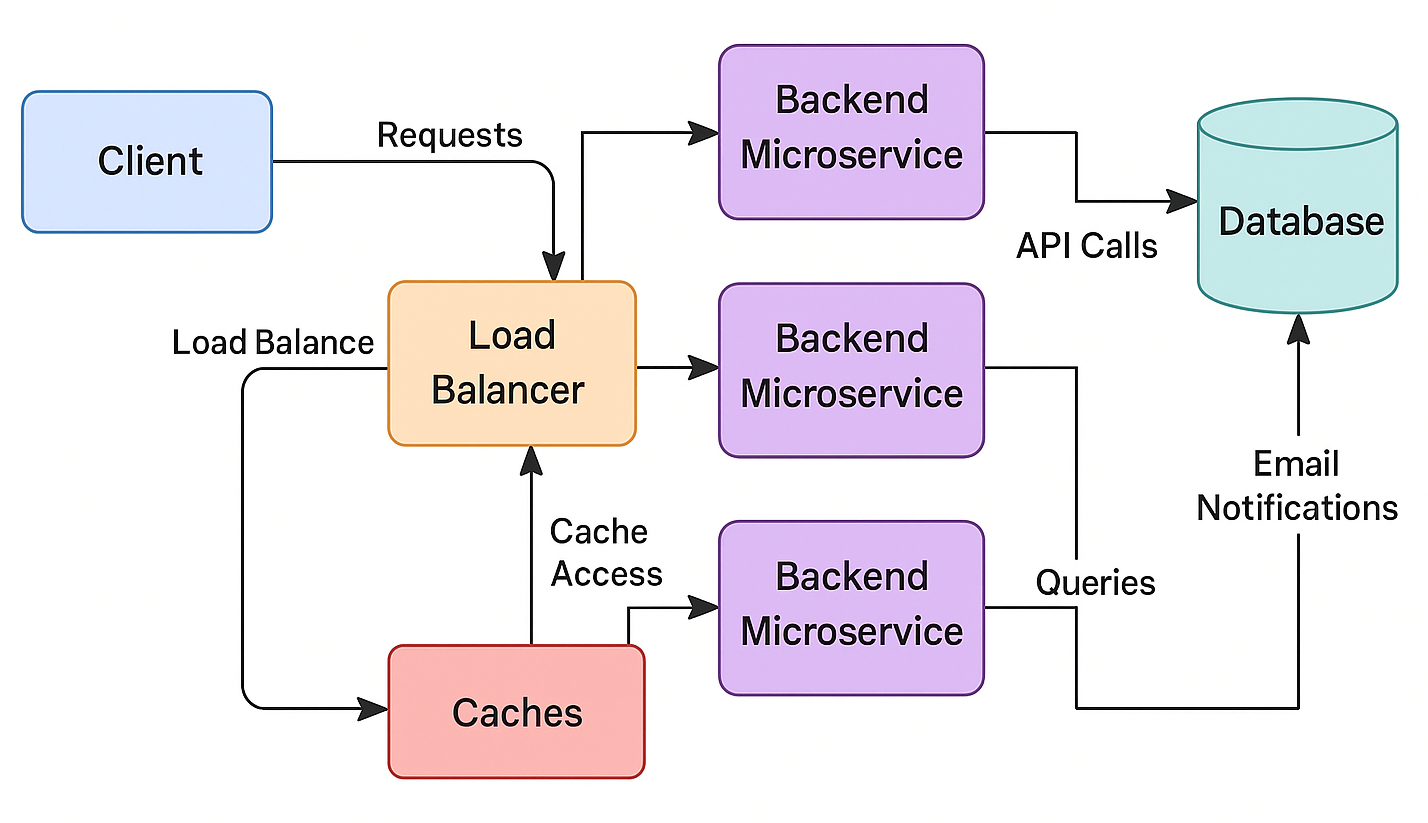 Client
Requests
Backend
Microservice
Database
API Calls
Load Balance
Load
Balancer
Backend
Microservice
Email
Notifications
Cache
Access
Backend
Microservice
Queries
Caches